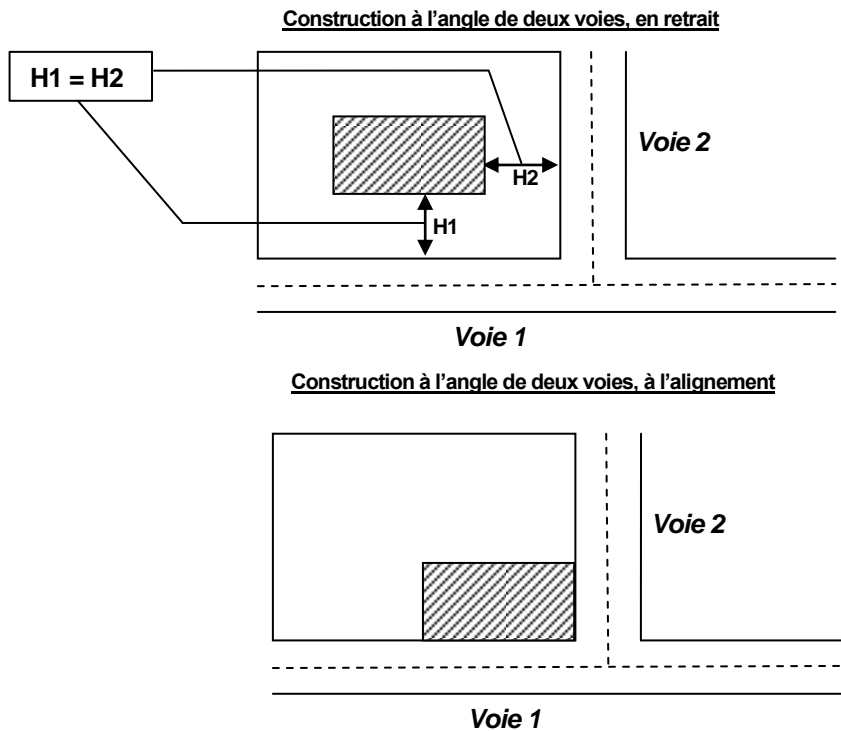 Construction à l'angle de deux voies, en retrait
H1 = H2
Voie 2
H2
H1
Voie 1
Construction à l'angle de deux voies, à l'alignement
Voie 2
Voie 1